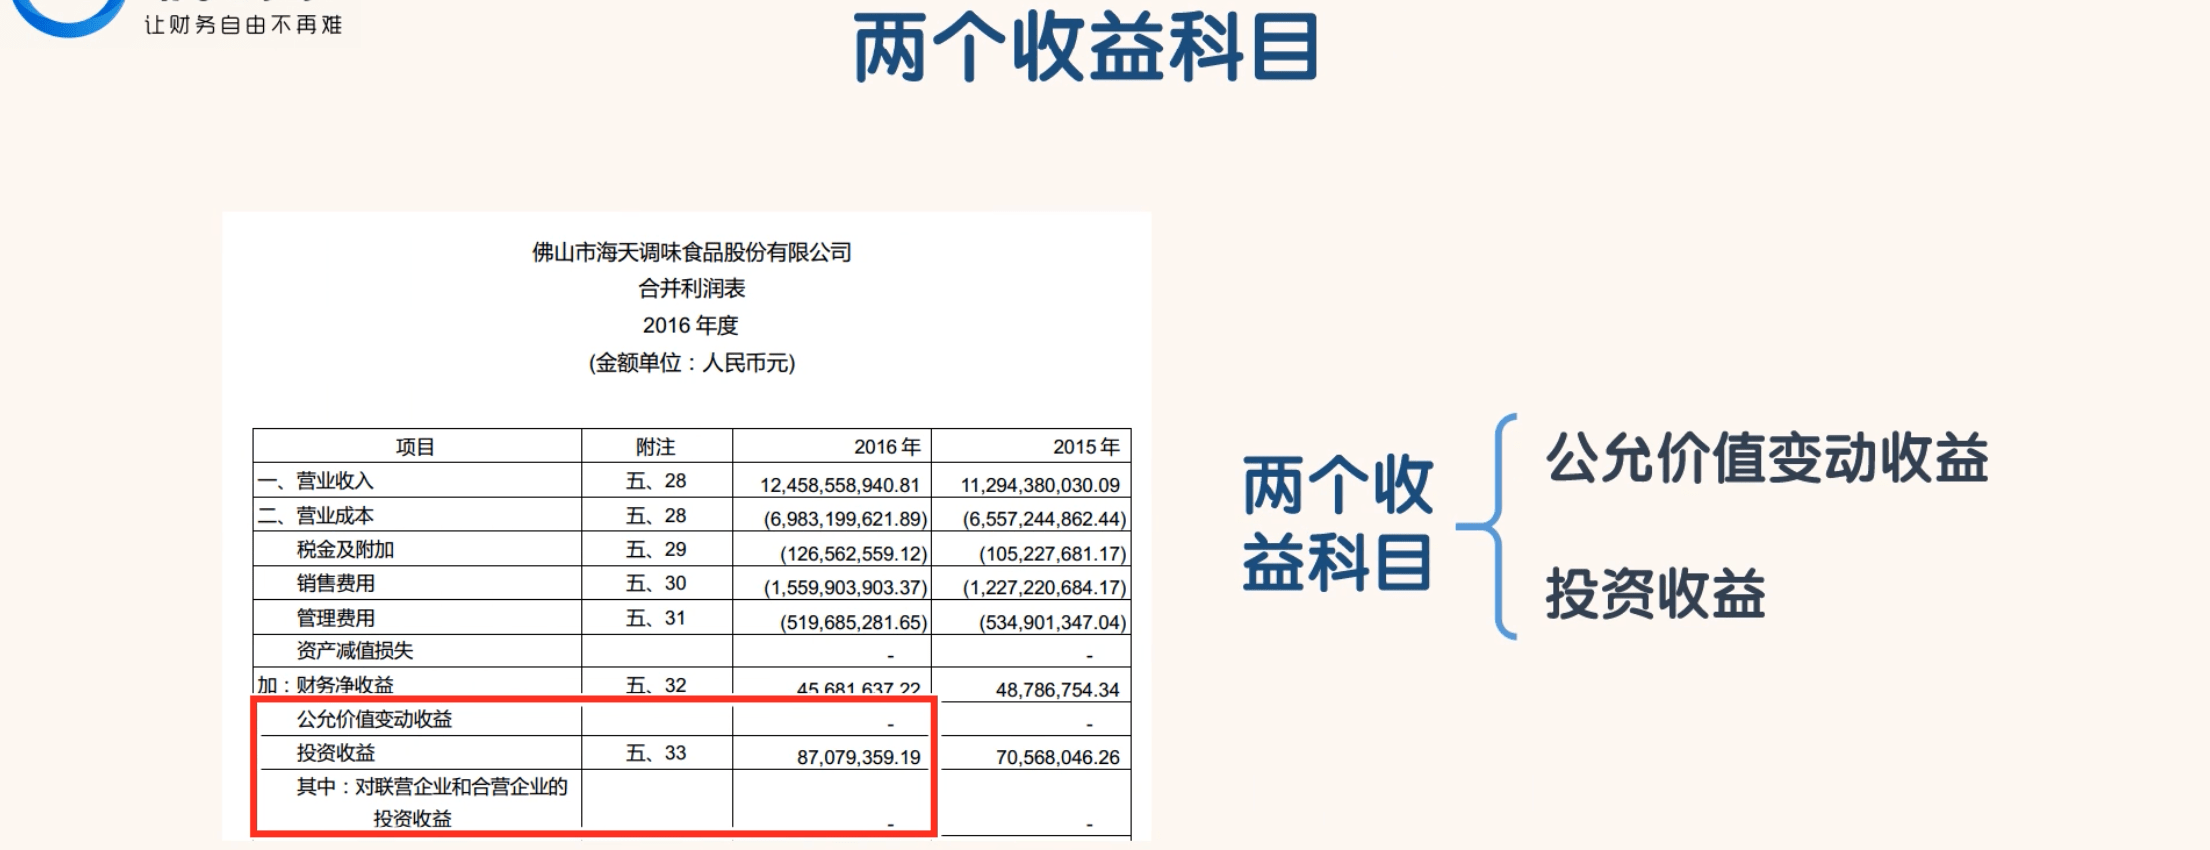 让财务自由不再难
两个收益科目
佛山市海天调味食品股份有限公司
合并利润表
2016 年度
(金额单位：人民币元)
项目 附注 2016 年 2015 年
一、营业收入 五、28 12,458,558,940.81 11,294,380,030.09
二、营业成本 五、28 (6,983,199,621.89) (6,557,244,862.44)
税金及附加 五、29 (126,562,559.12) (105,227,681.17)
销售费用 五、30 (1,559,903,903.37) (1,227,220,684.17)
管理费用 五、31 (519,685,281.65) (534,901,347.04)
资产减值损失 - -
加：财务净收益 五、32 45,681,637.22 48,786,754.34
公允价值变动收益 - -
投资收益 五、33 87,079,359.19 70,568,046.26
其中：对联营企业和合营企业的
投资收益 - -
两个收
益科目
公允价值变动收益
投资收益